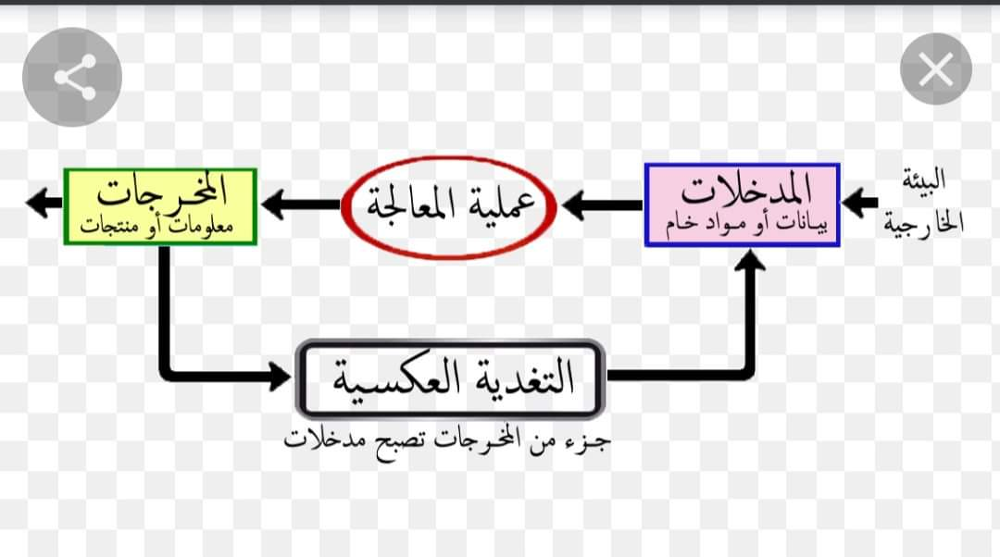 البيئة
الخارجية
المدخلات
بيانات أو مواد خام
عملية المعالجة
المخرجات
معلومات أو منتجات
التغدية العكسية
جزء من المخرجات تصبح مدخلات